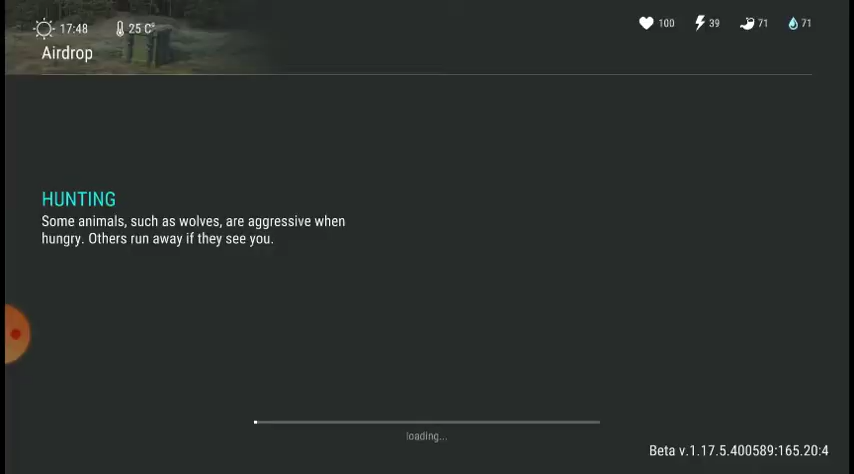 17:48 25 C°
100 39 71 71
Airdrop
HUNTING
Some animals, such as wolves, are aggressive when
hungry. Others run away if they see you.
loading...
Beta v.1.17.5.400589:165.20:4